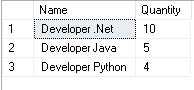 Name Quantity
1 Developer .Net 10
2 Developer Java 5
3 Developer Python 4